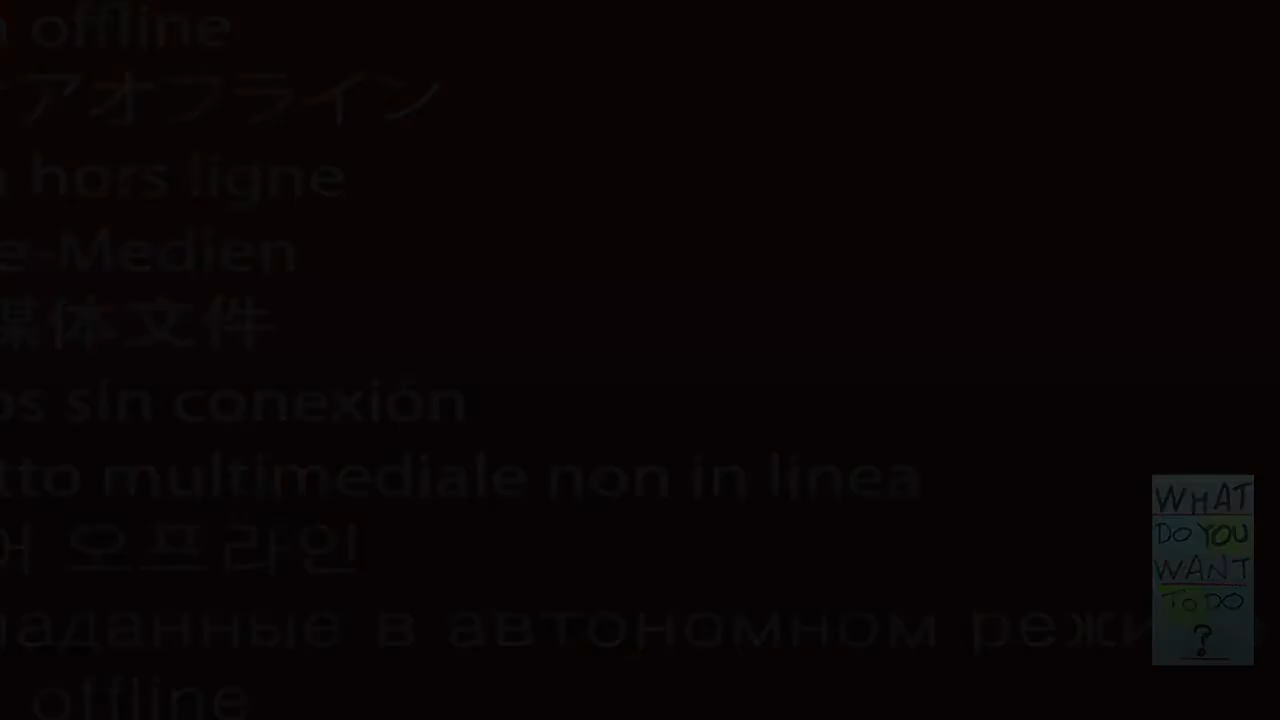 offline
アオフライン
hors ligne
e-Medien
媒体文件
os sin conexión
tto multimediale non in linea
어 오프라인
аданные в автономном режи
offline
WHAT
DO YOU
WANT
TO DO
?